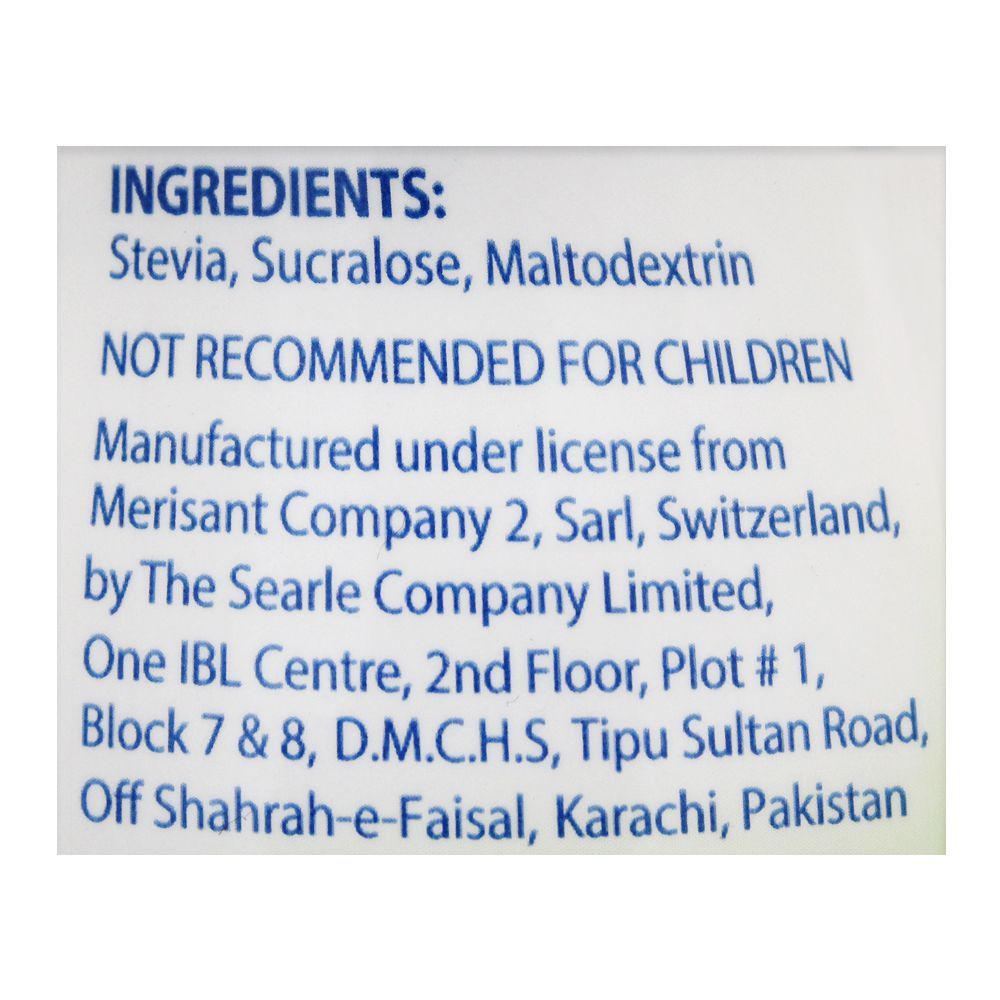 INGREDIENTS:
Stevia, Sucralose, Maltodextrin
NOT RECOMMENDED FOR CHILDREN
Manufactured under license from
Merisant Company 2, Sarl, Switzerland,
by The Searle Company Limited,
One IBL Centre, 2nd Floor, Plot # 1,
Block 7 & 8, D.M.C.H.S, Tipu Sultan Road,
Off Shahrah-e-Faisal, Karachi, Pakistan